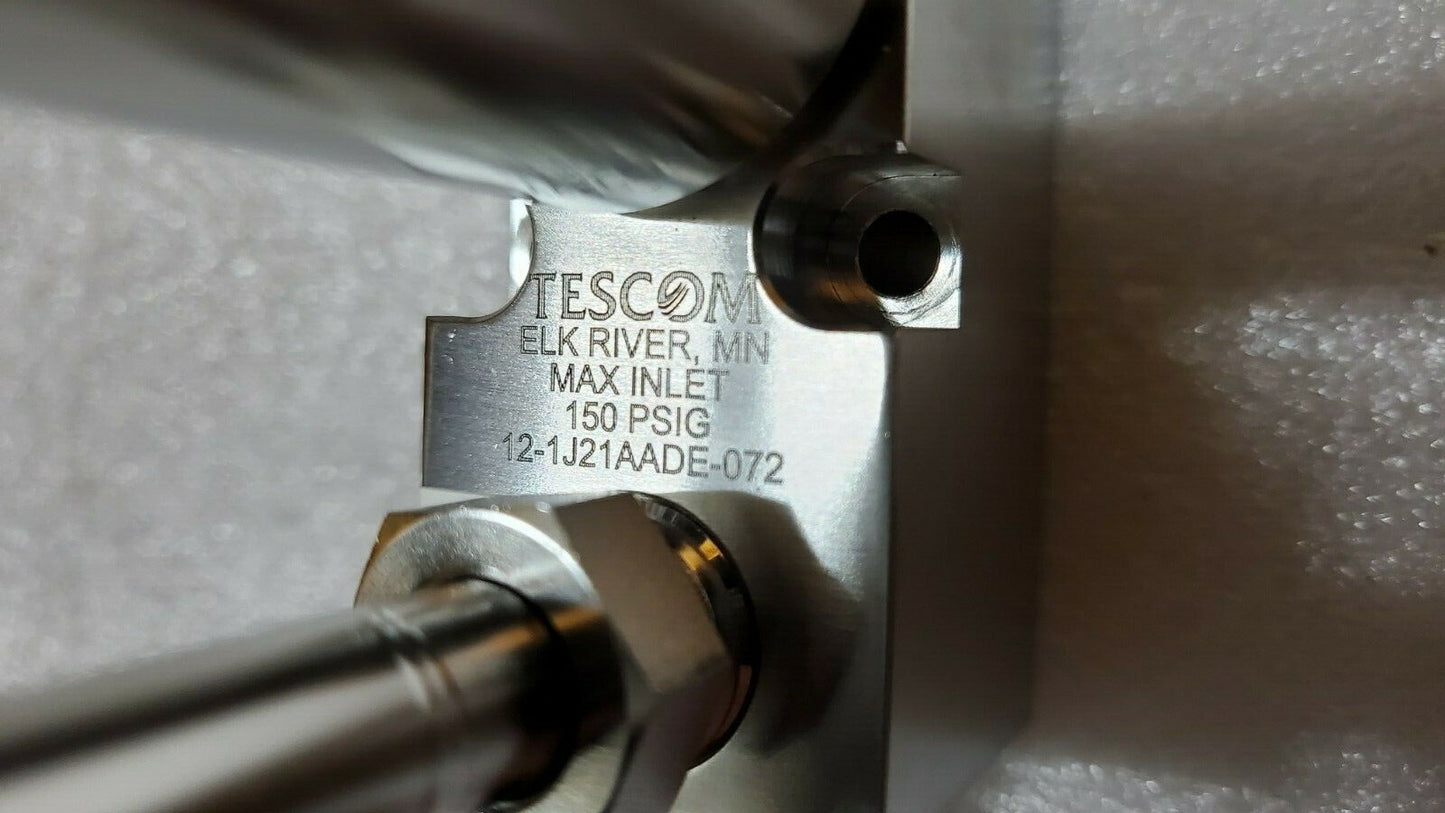 TESCOM
ELK RIVER, MN
MAX INLET
150 PSIG
12-1J21AADE-072